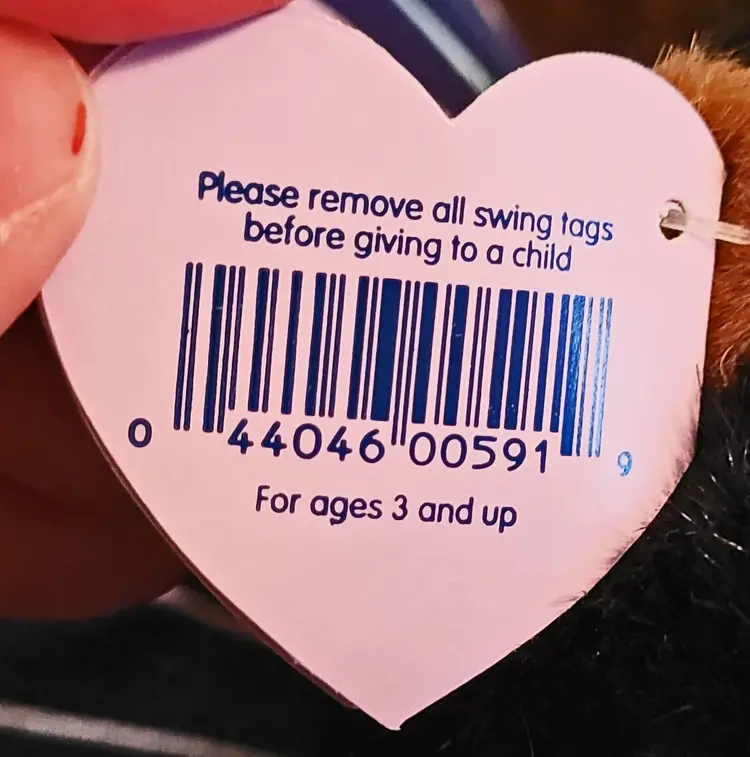 Please remove all swing tags
before giving to a child
0 44046 00591 9
For ages 3 and up